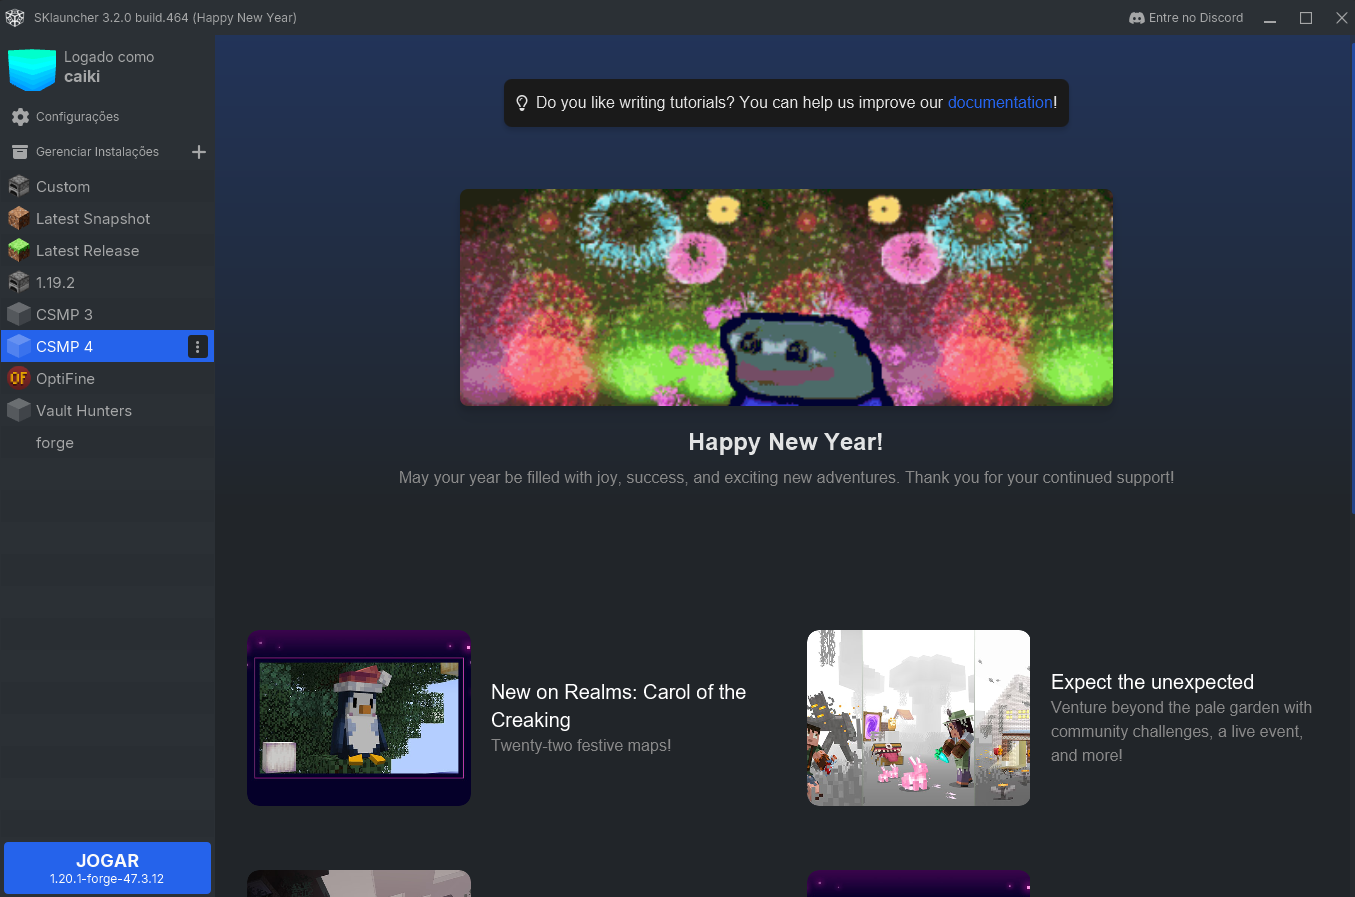 SKlauncher 3.2.0 build.464 (Happy New Year)
Entre no Discord
Logado como
caiki
Configurações
Gerenciar Instalações
Custom
Latest Snapshot
Latest Release
1.19.2
CSMP 3
CSMP 4
OF OptiFine
Vault Hunters
forge
JOGAR
1.20.1-forge-47.3.12
Do you like writing tutorials? You can help us improve our documentation!
Happy New Year!
May your year be filled with joy, success, and exciting new adventures. Thank you for your continued support!
New on Realms: Carol of the
Creaking
Twenty-two festive maps!
Expect the unexpected
Venture beyond the pale garden with
community challenges, a live event,
and more!